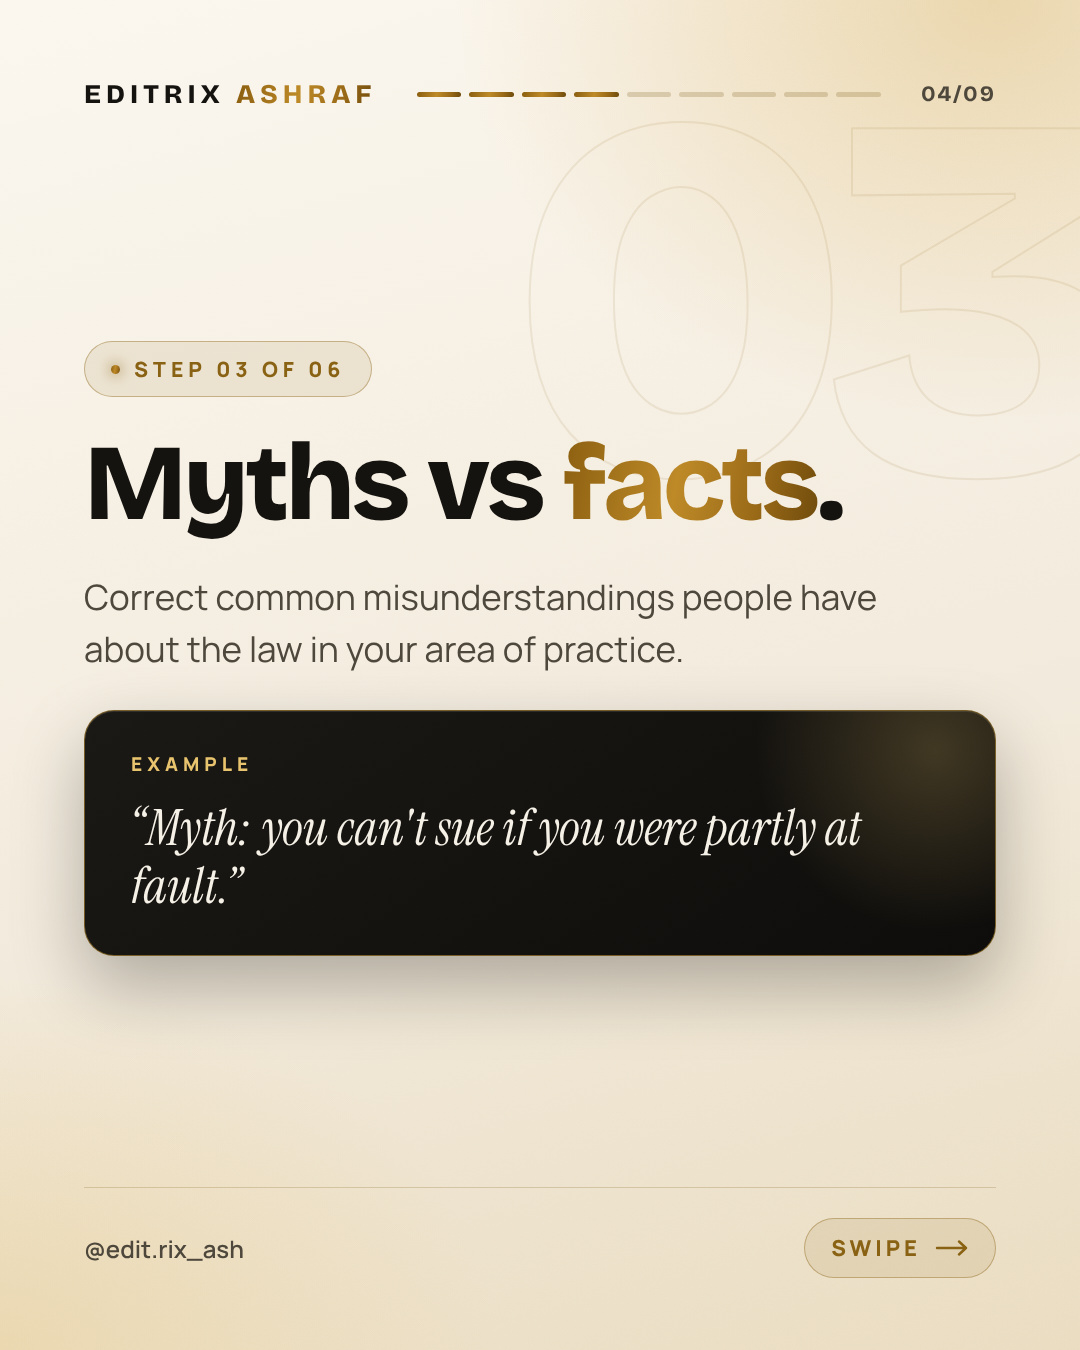 EDITRIX ASHRAF
04/09
03
STEP 03 OF 06
Myths vs facts.
Correct common misunderstandings people have
about the law in your area of practice.
EXAMPLE
“Myth: you can't sue if you were partly at
fault.”
@edit.rix_ash
SWIPE →